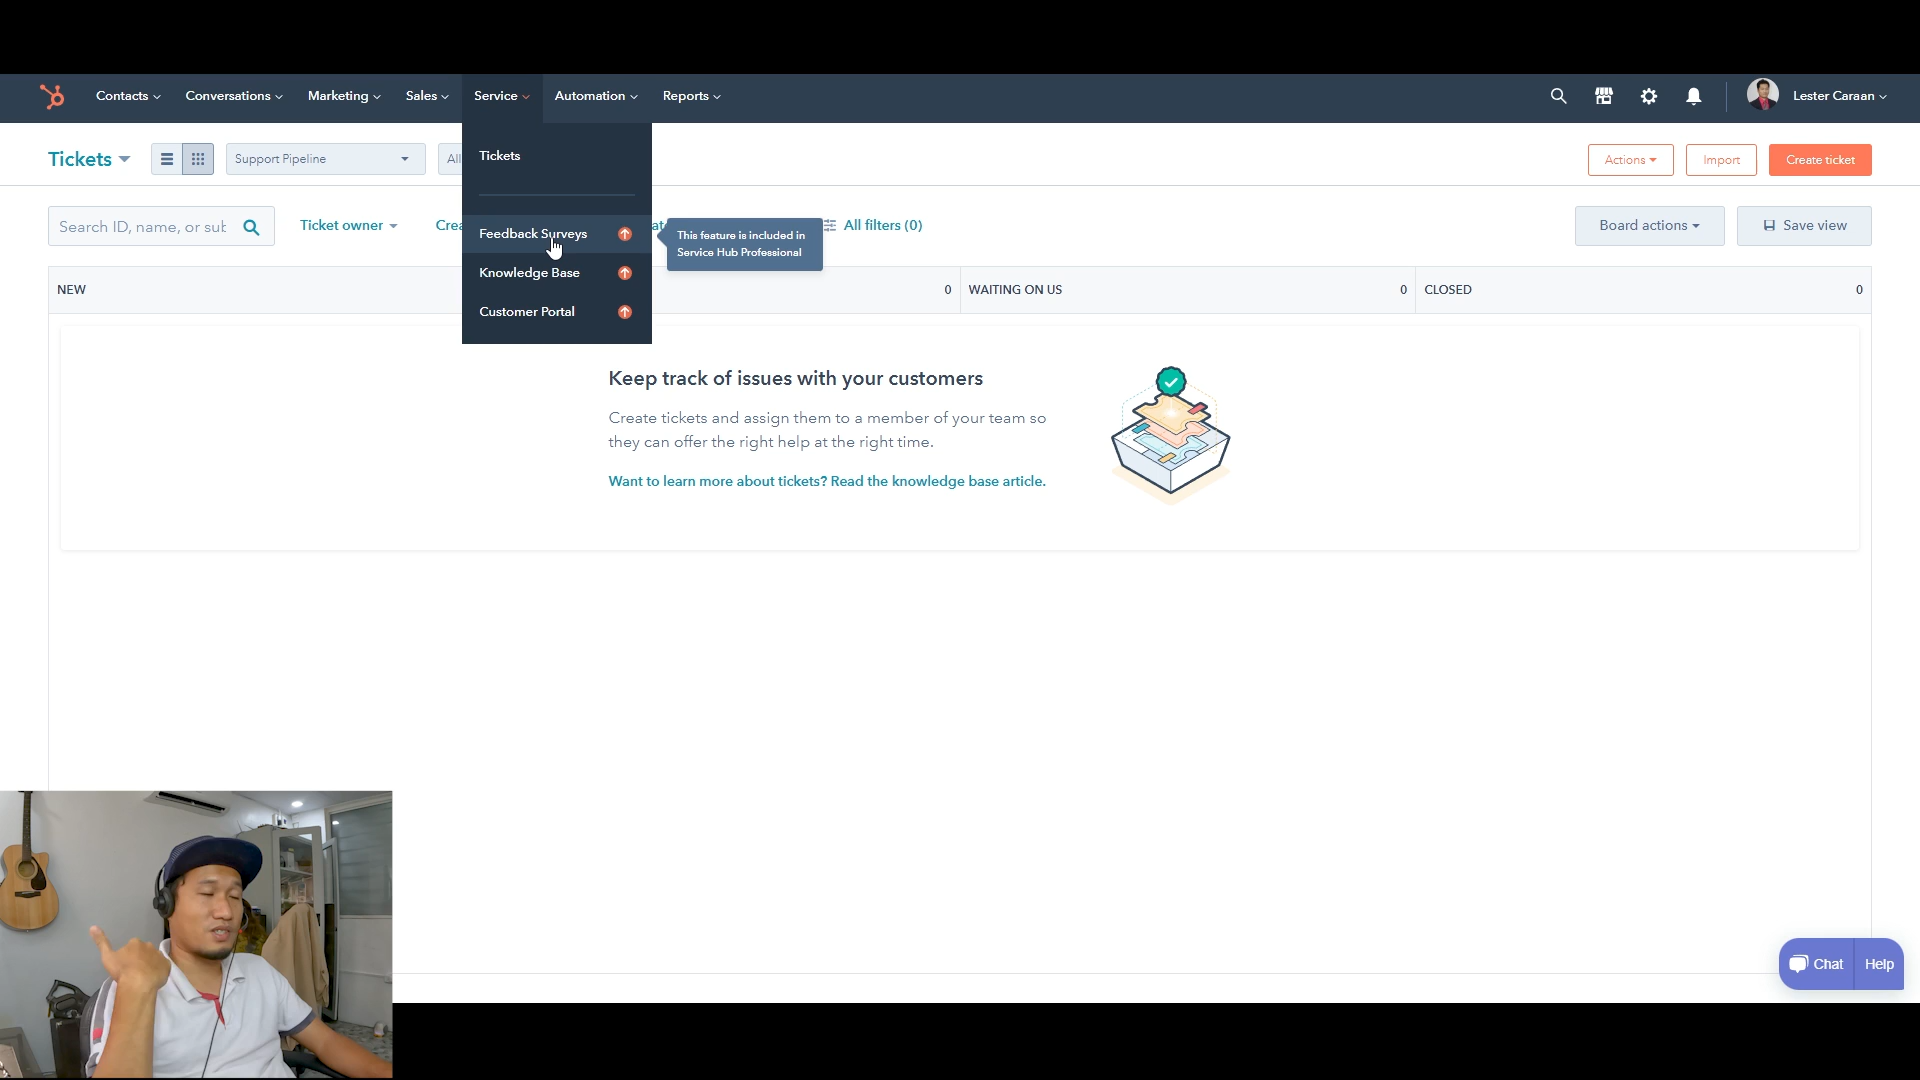 Contacts
Conversations
Marketing
Sales
Service
Automation
Reports
Lester Caraan
Tickets
Support Pipeline
All
Actions
Import
Create ticket
Tickets
Search ID, name, or sub
Ticket owner
Crea
All filters (0)
Board actions
Save view
Feedback Surveys
This feature is included in
Service Hub Professional
Knowledge Base
Customer Portal
NEW
0
WAITING ON US
0
CLOSED
0
Keep track of issues with your customers
Create tickets and assign them to a member of your team so
they can offer the right help at the right time.
Want to learn more about tickets? Read the knowledge base article.
Chat
Help